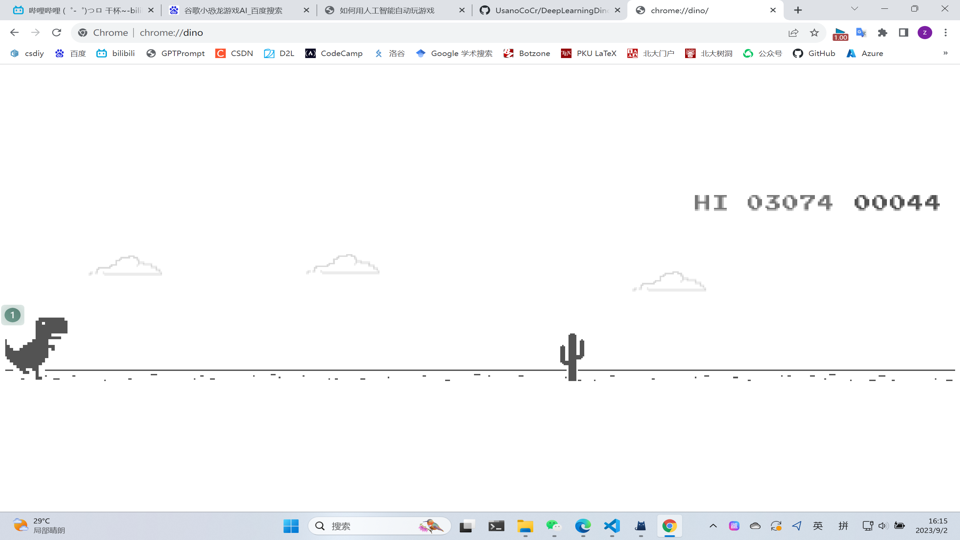 哔哩哔哩 (゜-゜)つロ 干杯~-bili
谷歌小恐龙游戏AI_百度搜索
如何用人工智能自动玩游戏
UsanoCoCr/DeepLearningDino
chrome://dino/
Chrome | chrome://dino
1.00
z
csdiy
百度
bilibili
GPTPrompt
CSDN
D2L
CodeCamp
洛谷
Google 学术搜索
Botzone
PKU LaTeX
北大门户
北大树洞
公众号
GitHub
Azure
»
HI 03074 00044
1
29°C
局部晴朗
搜索
英
拼
16:15
2023/9/2